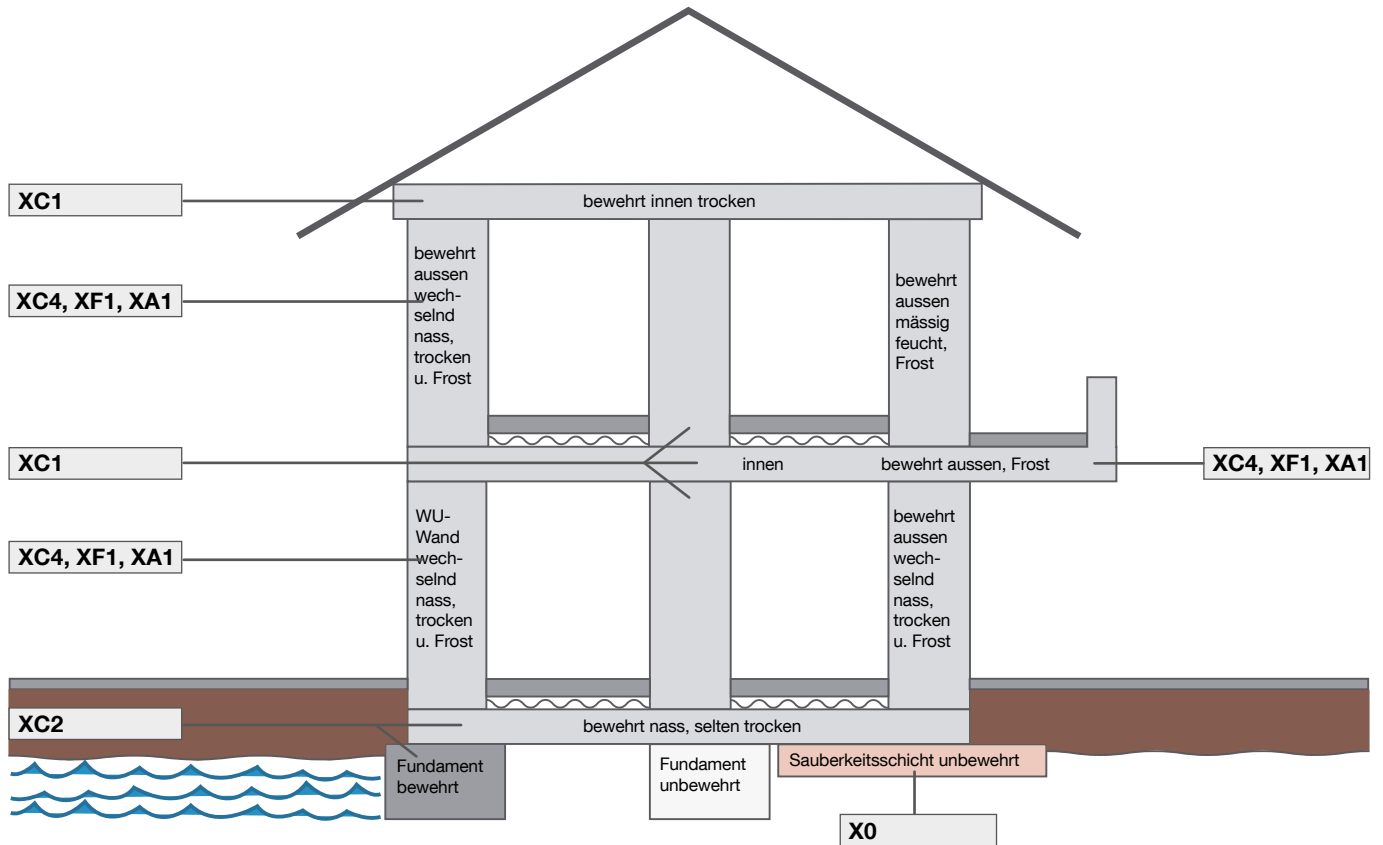 XC1
bewehrt innen trocken
XC4, XF1, XA1
bewehrt
aussen
wech-
selnd
nass,
trocken
u. Frost
bewehrt
aussen
mässig
feucht,
Frost
XC1
innen
bewehrt aussen, Frost
XC4, XF1, XA1
XC4, XF1, XA1
WU-
Wand
wech-
selnd
nass,
trocken
u. Frost
bewehrt
aussen
wech-
selnd
nass,
trocken
u. Frost
XC2
bewehrt nass, selten trocken
Fundament
bewehrt
Fundament
unbewehrt
Sauberkeitsschicht unbewehrt
X0